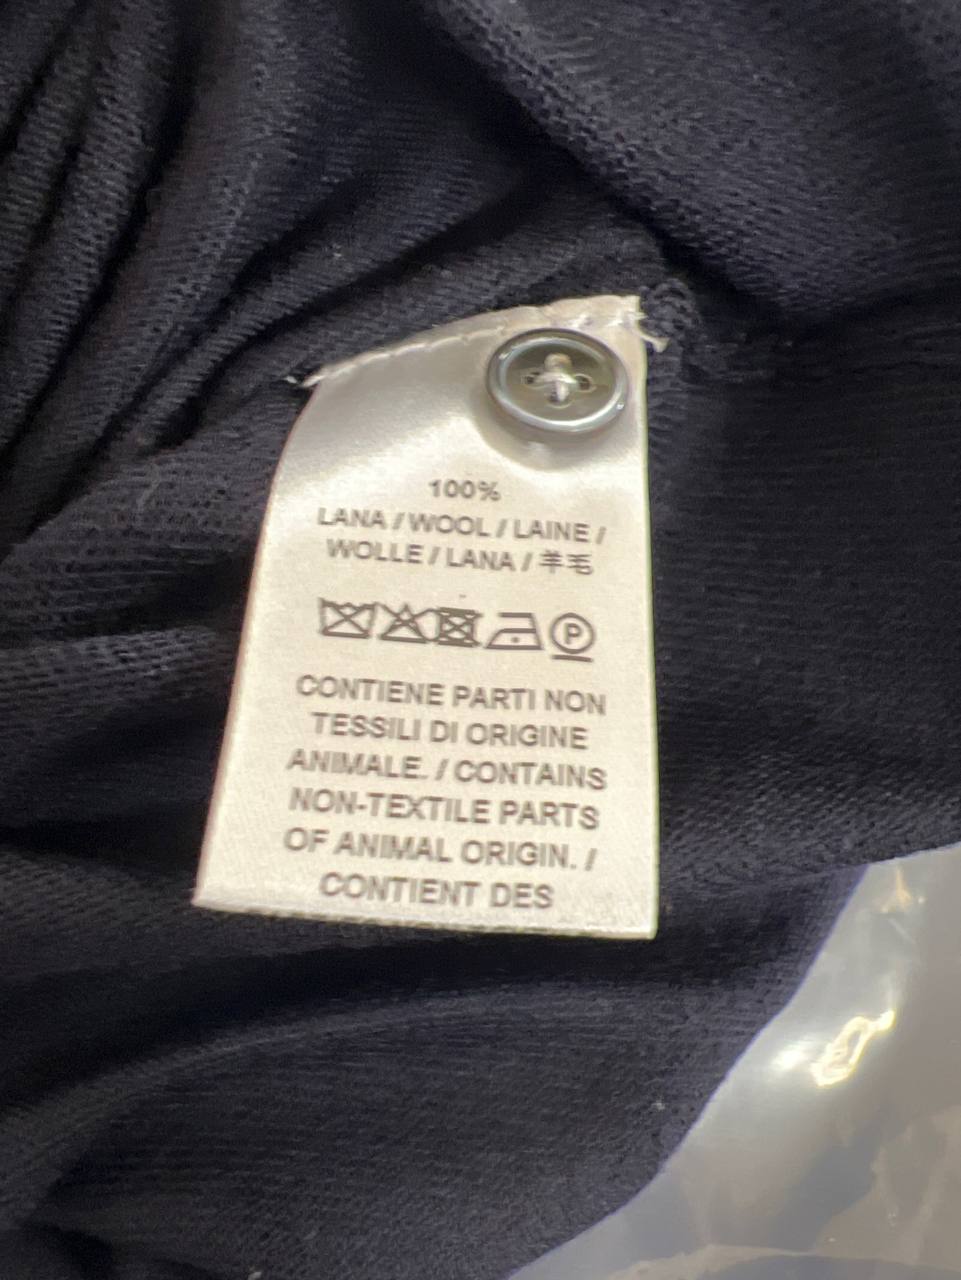 100%
LANA / WOOL / LAINE /
WOLLE / LANA / 羊毛
P
CONTIENE PARTI NON
TESSILI DI ORIGINE
ANIMALE. / CONTAINS
NON-TEXTILE PARTS
OF ANIMAL ORIGIN. /
CONTIENT DES